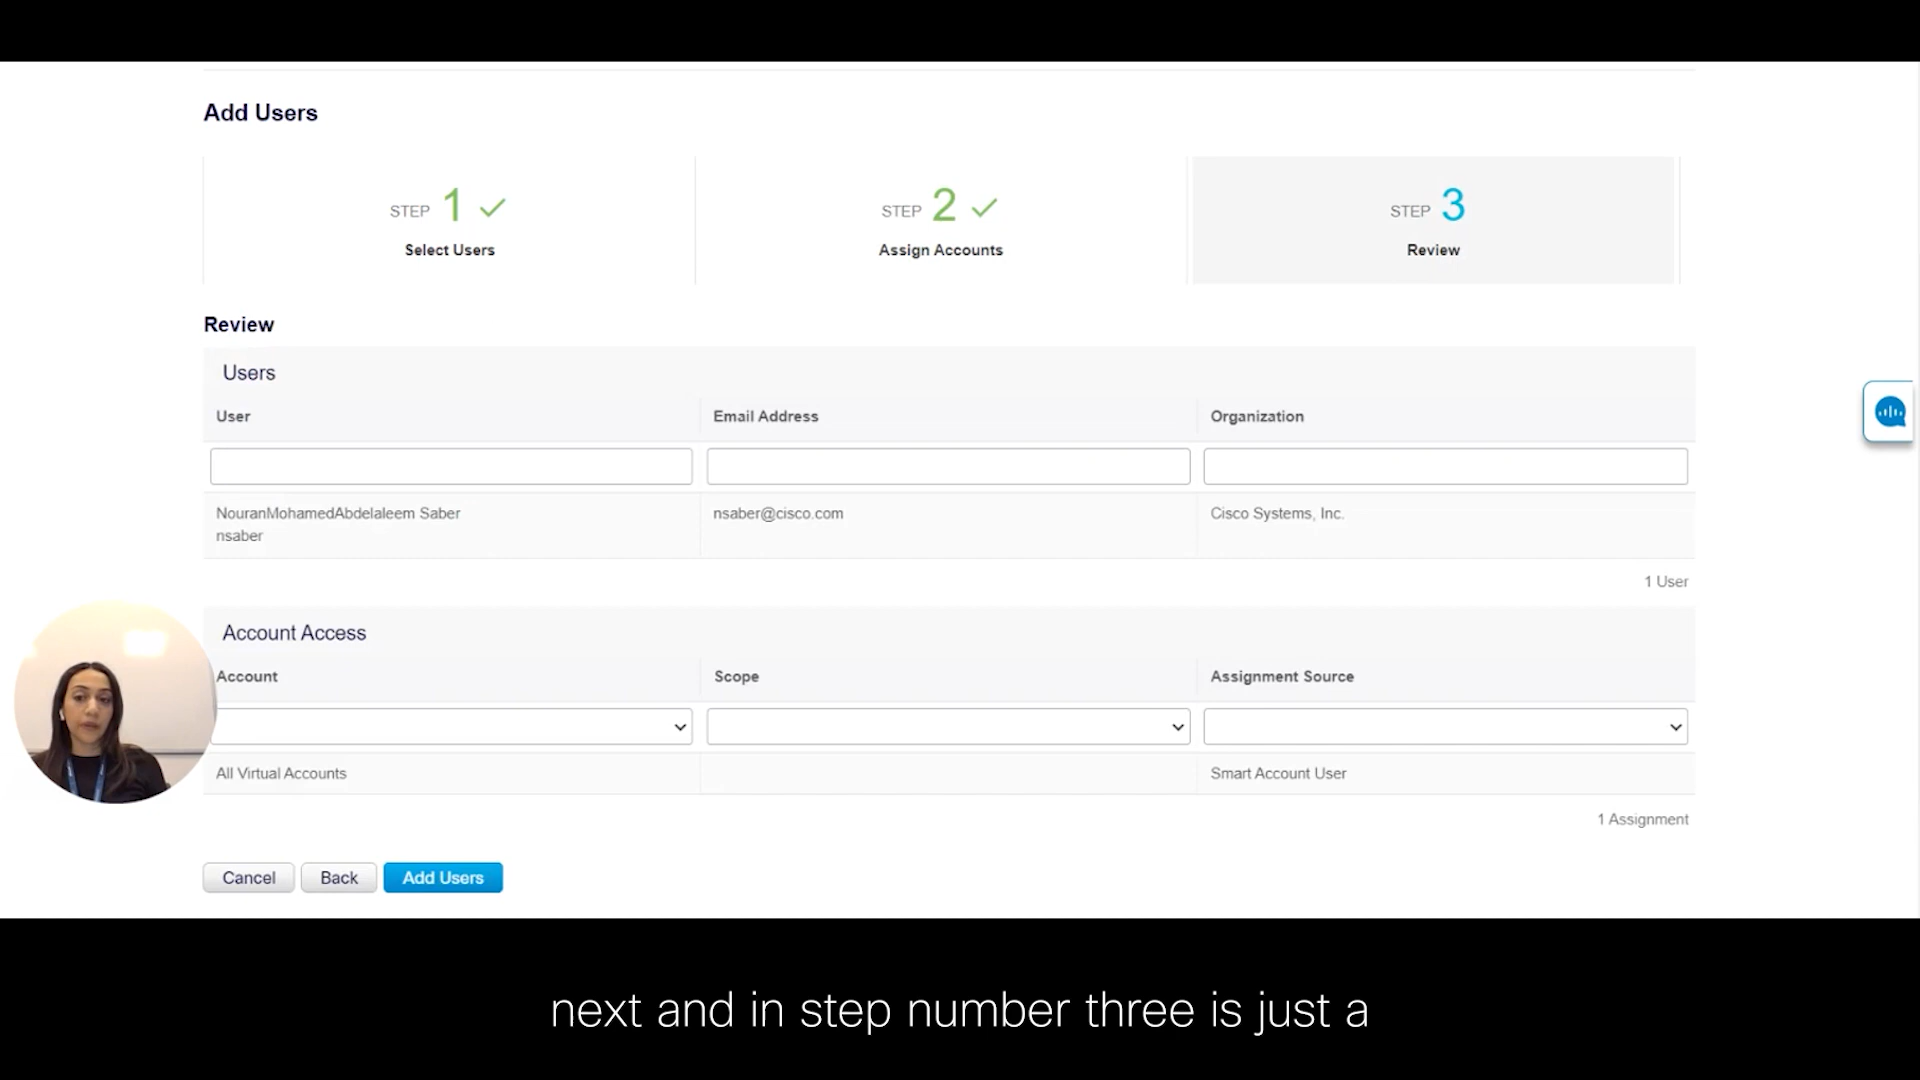 Add Users
STEP 1
Select Users
STEP 2
Assign Accounts
STEP 3
Review
Review
Users
User Email Address Organization
NouranMohamedAbdelaleem Saber nsaber@cisco.com Cisco Systems, Inc.
nsaber
1 User
Account Access
Account Scope Assignment Source
All Virtual Accounts Smart Account User
1 Assignment
Cancel Back Add Users
next and in step number three is just a